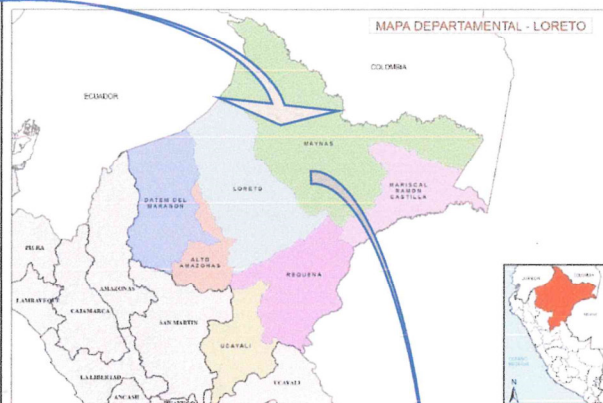 MAPA DEPARTAMENTAL - LORETO
COLOMBIA
ECUADOR
MAYNAS
DATEM DEL
MARAÑON
LORETO
MARISCAL
RAMON
CASTILLA
ALTO
AMAZONAS
REQUENA
PIURA
AMAZONAS
LAMBAYEQUE
CAJAMARCA
SAN MARTIN
UCAYALI
LA LIBERTAD
UCAYALI
ANCASH
N